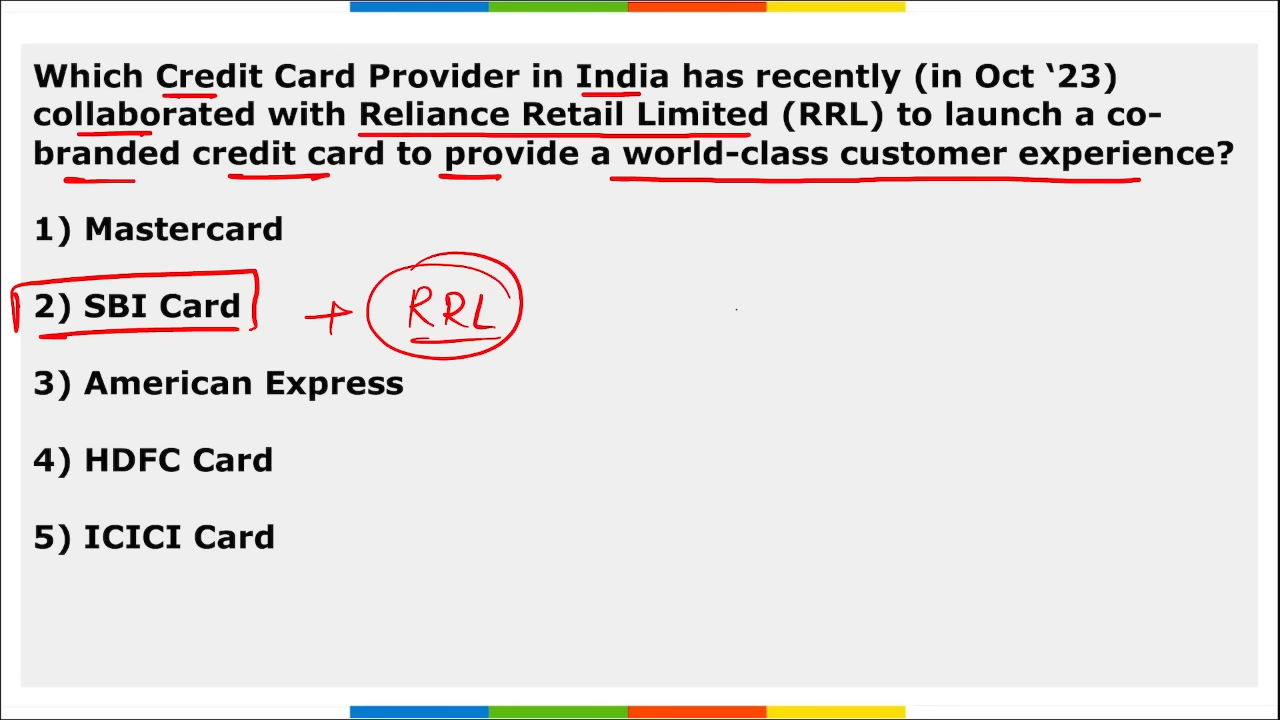 Which Credit Card Provider in India has recently (in Oct ‘23)
collaborated with Reliance Retail Limited (RRL) to launch a co-
branded credit card to provide a world-class customer experience?
1) Mastercard
2) SBI Card + RRL
3) American Express
4) HDFC Card
5) ICICI Card